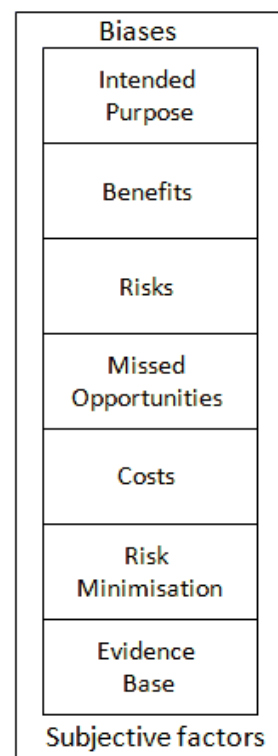 Biases
Intended
Purpose
Benefits
Risks
Missed
Opportunities
Costs
Risk
Minimisation
Evidence
Base
Subjective factors